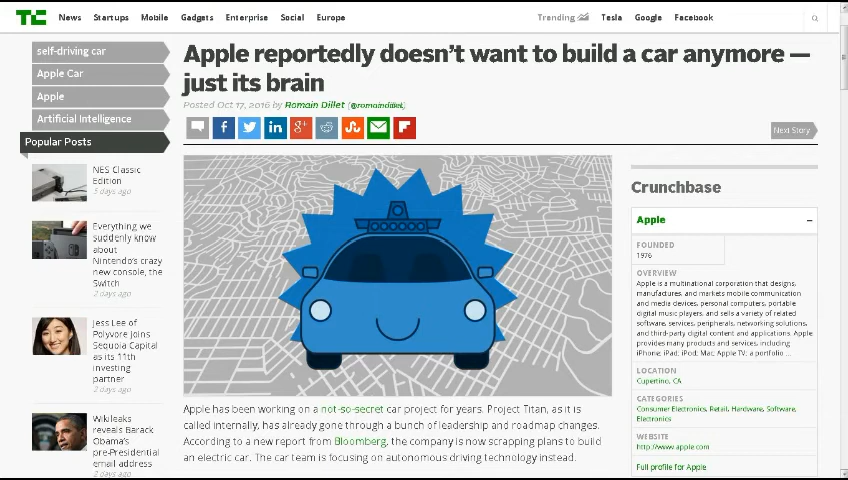 TC
News Startups Mobile Gadgets Enterprise Social Europe Trending Tesla Google Facebook
self-driving car
Apple Car
Apple
Artificial Intelligence
Popular Posts
NES Classic
Edition
5 days ago
Everything we
suddenly know
about
Nintendo's crazy
new console, the
Switch
2 days ago
Jess Lee of
Polyvore joins
Sequoia Capital
as its 11th
investing
partner
2 days ago
Wikileaks
reveals Barack
Obama's
pre-Presidential
email address
2 days ago
Apple reportedly doesn't want to build a car anymore —
just its brain
Posted Oct 17, 2016 by Romain Dillet (@romaindillet)
Next Story
Apple has been working on a not-so-secret car project for years. Project Titan, as it is
called internally, has already gone through a bunch of leadership and roadmap changes.
According to a new report from Bloomberg, the company is now scrapping plans to build
an electric car. The car team is focusing on autonomous driving technology instead.
Crunchbase
Apple –
FOUNDED
1976
OVERVIEW
Apple is a multinational corporation that designs,
manufactures, and markets mobile communication
and media devices, personal computers, portable
digital music players, and sells a variety of related
software, services, peripherals, networking solutions,
and third-party digital content and applications. Apple
provides many products and services, including
iPhone; iPad; iPod; Mac; Apple TV; a portfolio ...
LOCATION
Cupertino, CA
CATEGORIES
Consumer Electronics, Retail, Hardware, Software,
Electronics
WEBSITE
http://www.apple.com
Full profile for Apple